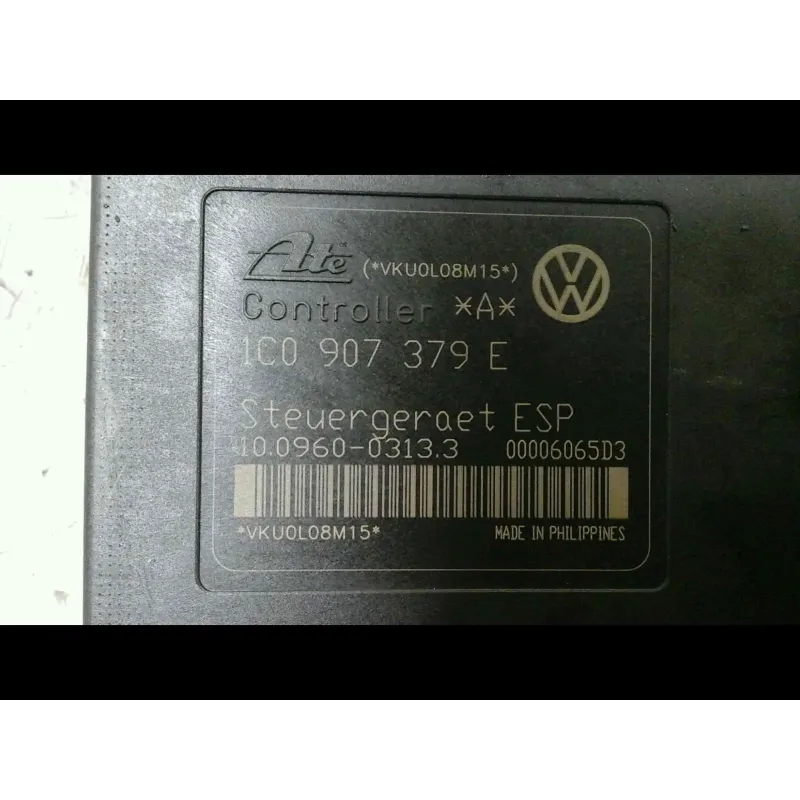 Ate (*VKU0L08M15*)
Controller *A*
1C0 907 379 E
Steuergeraet ESP
10.0960-0313.3 00006065D3
*VKU0L08M15* MADE IN PHILIPPINES